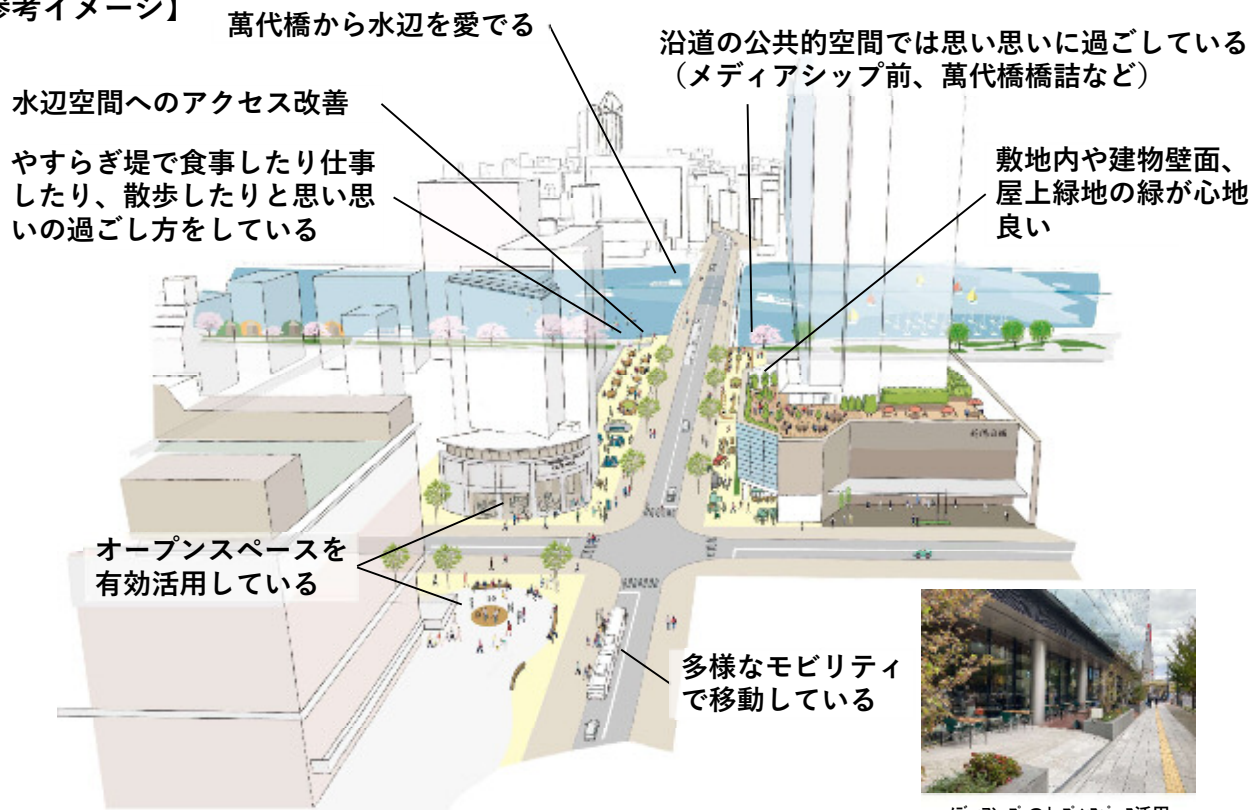 参考イメージ】
萬代橋から水辺を愛でる
沿道の公共的空間では思い思いに過ごしている
（メディアシップ前、萬代橋橋詰など）
水辺空間へのアクセス改善
やすらぎ堤で食事したり仕事
したり、散歩したりと思い思
いの過ごし方をしている
敷地内や建物壁面、
屋上緑地の緑が心地
良い
オープンスペースを
有効活用している
多様なモビリティ
で移動している